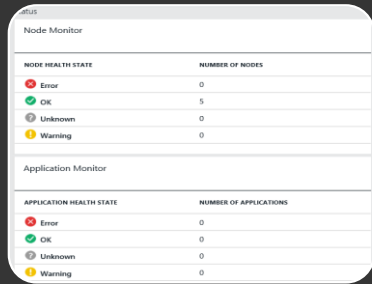 tatus
Node Monitor
NODE HEALTH STATE NUMBER OF NODES
Error 0
OK 5
Unknown 0
Warning 0
Application Monitor
APPLICATION HEALTH STATE NUMBER OF APPLICATIONS
Error 0
OK 0
Unknown 0
Warning 0